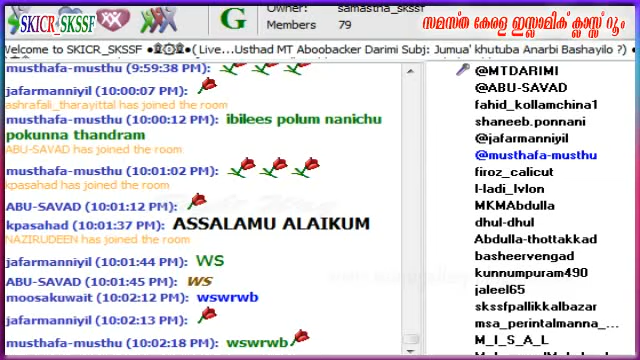 SKICR_SKSSF
Owner: samastha_skssf
G
Members 79
സമസ്ത കേരള ഇസ്ലാമിക് ക്ലാസ്സ് റൂം
Welcome to SKICR_SKSSF ( Live...Usthad MT Aboobacker Darimi Subj: Jumua' khutuba Anarbi Bashayilo ?)
musthafa-musthu (9:59:38 PM):
jafarmanniyil (10:00:07 PM):
ashrafali_tharayittal has joined the room
musthafa-musthu (10:00:12 PM): ibilees polum nanichu
pokunna thandram
ABU-SAVAD has joined the room
musthafa-musthu (10:01:02 PM):
kpasahad has joined the room
ABU-SAVAD (10:01:12 PM):
kpasahad (10:01:37 PM): ASSALAMU ALAIKUM
NAZIRUDEEN has joined the room
jafarmanniyil (10:01:44 PM): WS
ABU-SAVAD (10:01:45 PM): WS
moosakuwait (10:02:12 PM): wswrwb
jafarmanniyil (10:02:13 PM):
musthafa-musthu (10:02:18 PM): wswrwb
@MTDARIMI
@ABU-SAVAD
fahid_kollamchina1
shaneeb.ponnani
@jafarmanniyil
@musthafa-musthu
firoz_calicut
l-ladi_lvlon
MKMAbdulla
dhul-dhul
Abdulla-thottakkad
basheervengad
kunnumpuram490
jaleel65
skssfpallikkalbazar
msa_perintalmanna_...
M_I_S_A_L